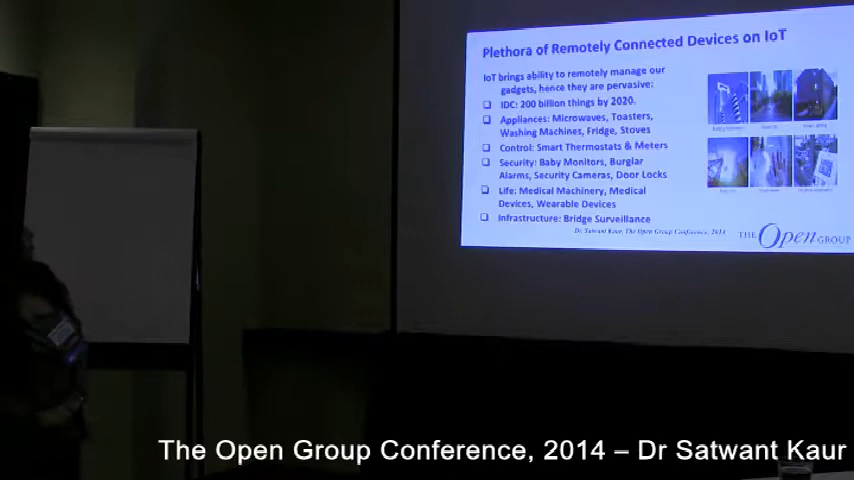 Plethora of Remotely Connected Devices on IoT
IoT brings ability to remotely manage our
gadgets, hence they are pervasive:
IDC: 200 billion things by 2020.
Appliances: Microwaves, Toasters,
Washing Machines, Fridge, Stoves
Control: Smart Thermostats & Meters
Security: Baby Monitors, Burglar
Alarms, Security Cameras, Door Locks
Life: Medical Machinery, Medical
Devices, Wearable Devices
Infrastructure: Bridge Surveillance
Dr. Satwant Kaur, The Open Group Conference, 2014
THE Open GROUP
The Open Group Conference, 2014 – Dr Satwant Kaur